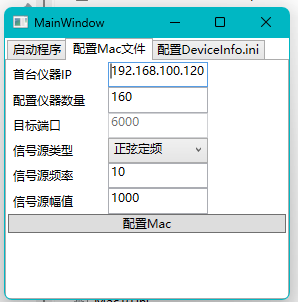 MainWindow
启动程序 配置Mac文件 配置DeviceInfo.ini
首台仪器IP 192.168.100.120
配置仪器数量 160
目标端口 6000
信号源类型 正弦定频
信号源频率 10
信号源幅值 1000
配置Mac